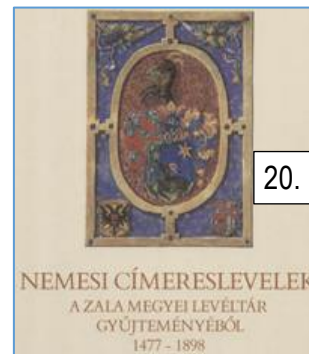 20.
NEMESI CÍMERESLEVELEK
A ZALA MEGYEI LEVÉLTÁR
GYŰJTEMÉNYÉBŐL
1477 - 1898